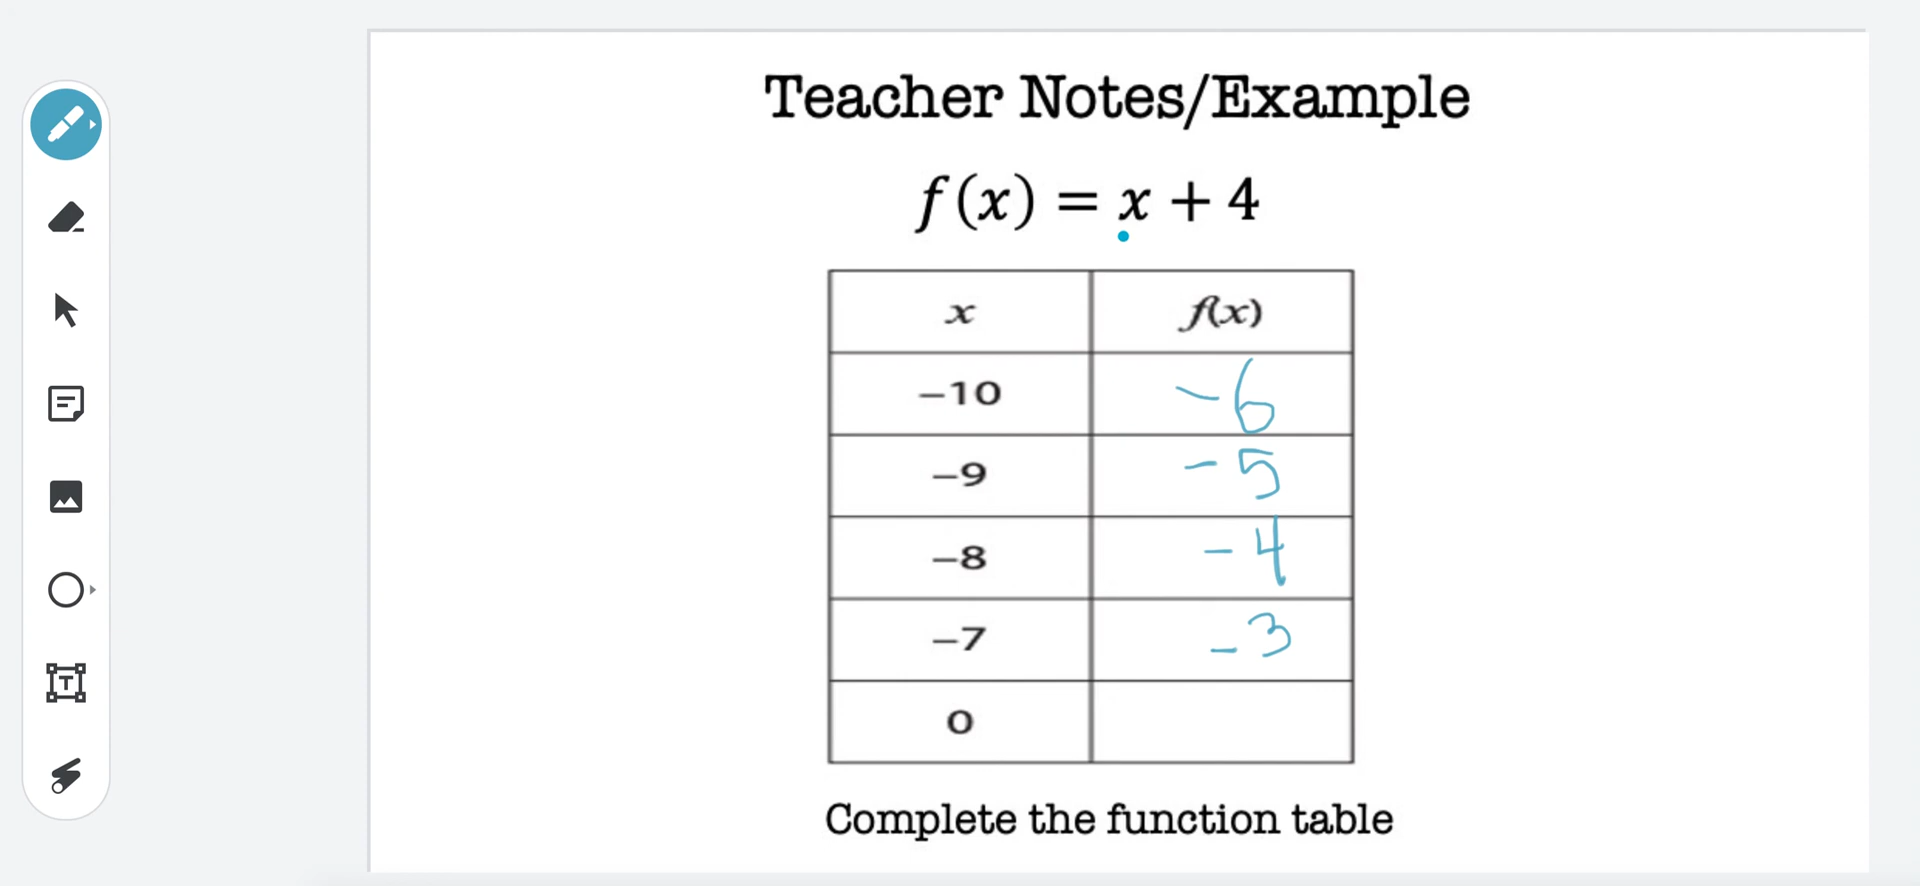 Teacher Notes/Example
f(x) = x + 4
x f(x)
−10 −6
−9 −5
−8 −4
−7 −3
0
Complete the function table